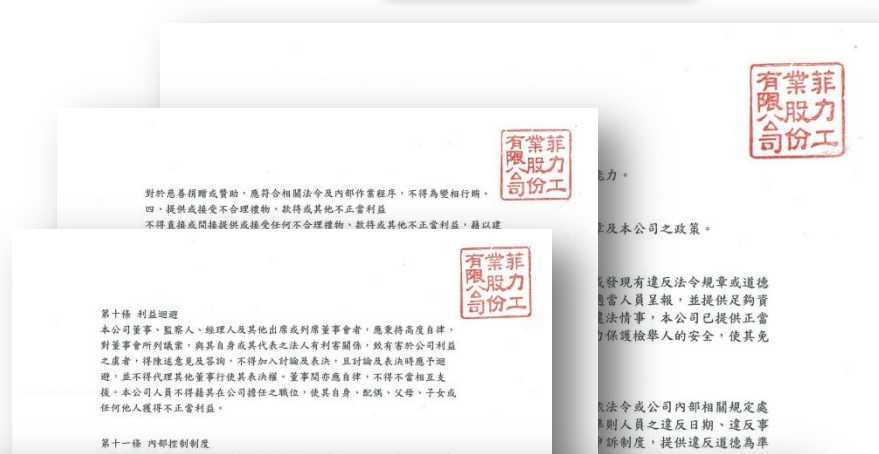 有業菲
限股力
公份工
司
能力。
章及本公司之政策。
或發現有違反法令規章或道德
適當人員呈報，並提供足夠資
違法情事，本公司已提供正當
力保護檢舉人的安全，使其免
依法令或公司內部相關規定處
準則人員之違反日期、違反事
申訴制度，提供違反道德為準
有業菲
限股力
公份工
司
對於慈善捐贈或贊助，應符合相關法令及內部作業程序，不得為變相行賄。
四、提供或接受不合理禮物、款待或其他不正當利益
不得直接或間接提供或接受任何不合理禮物、款待或其他不正當利益，藉以建
有業菲
限股力
公份工
司
第十條 利益迴避
本公司董事、監察人、經理人及其他出席或列席董事會者，應秉持高度自律，
對董事會所列議案，與其自身或其代表之法人有利害關係，致有害於公司利益
之虞者，得陳述意見及答詢，不得加入討論及表決，且討論及表決時應予迴
避，並不得代理其他董事行使其表決權。董事間亦應自律，不得不當相互支
援。本公司人員不得藉其在公司擔任之職位，使其自身、配偶、父母、子女或
任何他人獲得不正當利益。
第十一條 內部控制制度